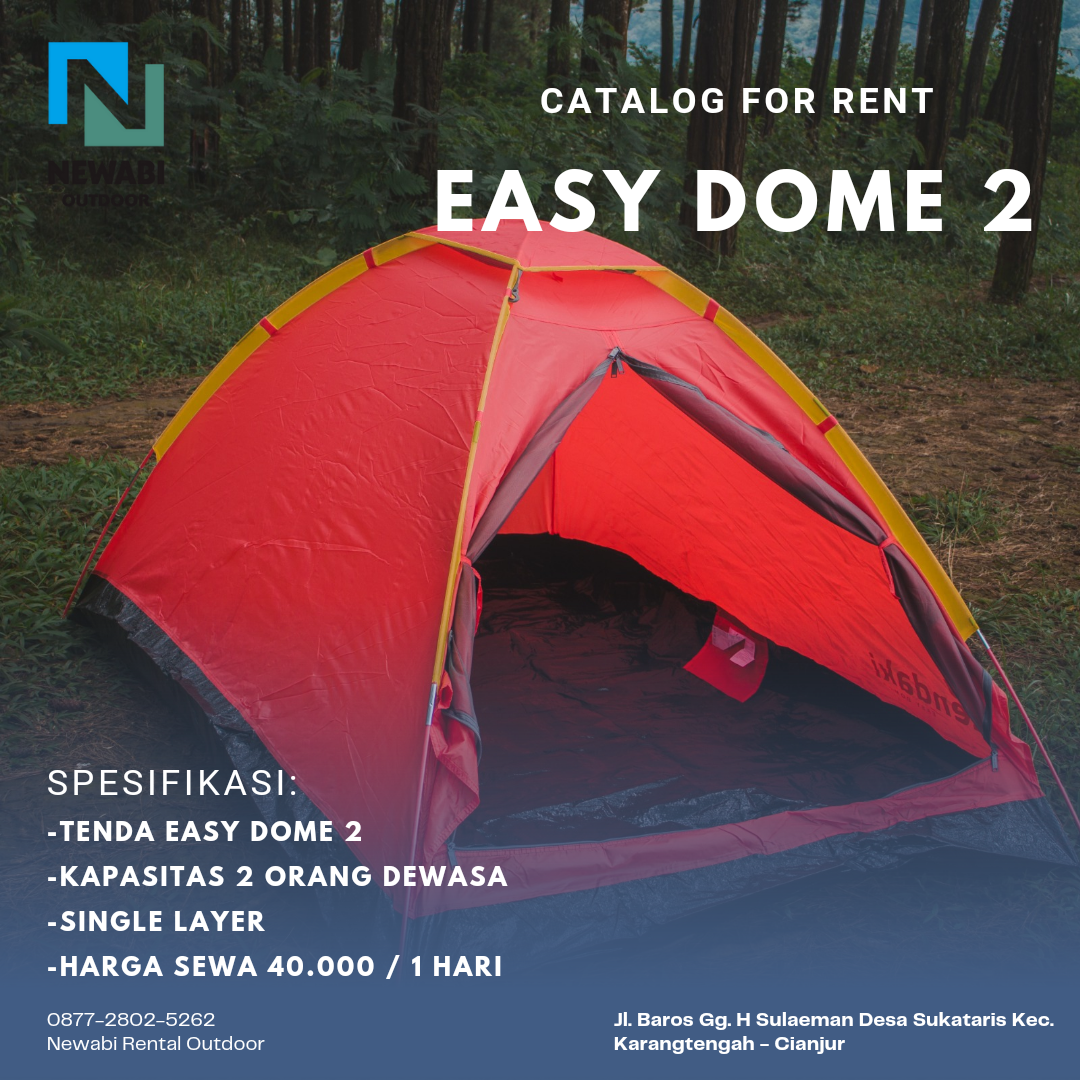 NEWABI
OUTDOOR
CATALOG FOR RENT
EASY DOME 2
endaki
SPESIFIKASI:
-TENDA EASY DOME 2
-KAPASITAS 2 ORANG DEWASA
-SINGLE LAYER
-HARGA SEWA 40.000 / 1 HARI
0877-2802-5262
Newabi Rental Outdoor
Jl. Baros Gg. H Sulaeman Desa Sukataris Kec.
Karangtengah - Cianjur